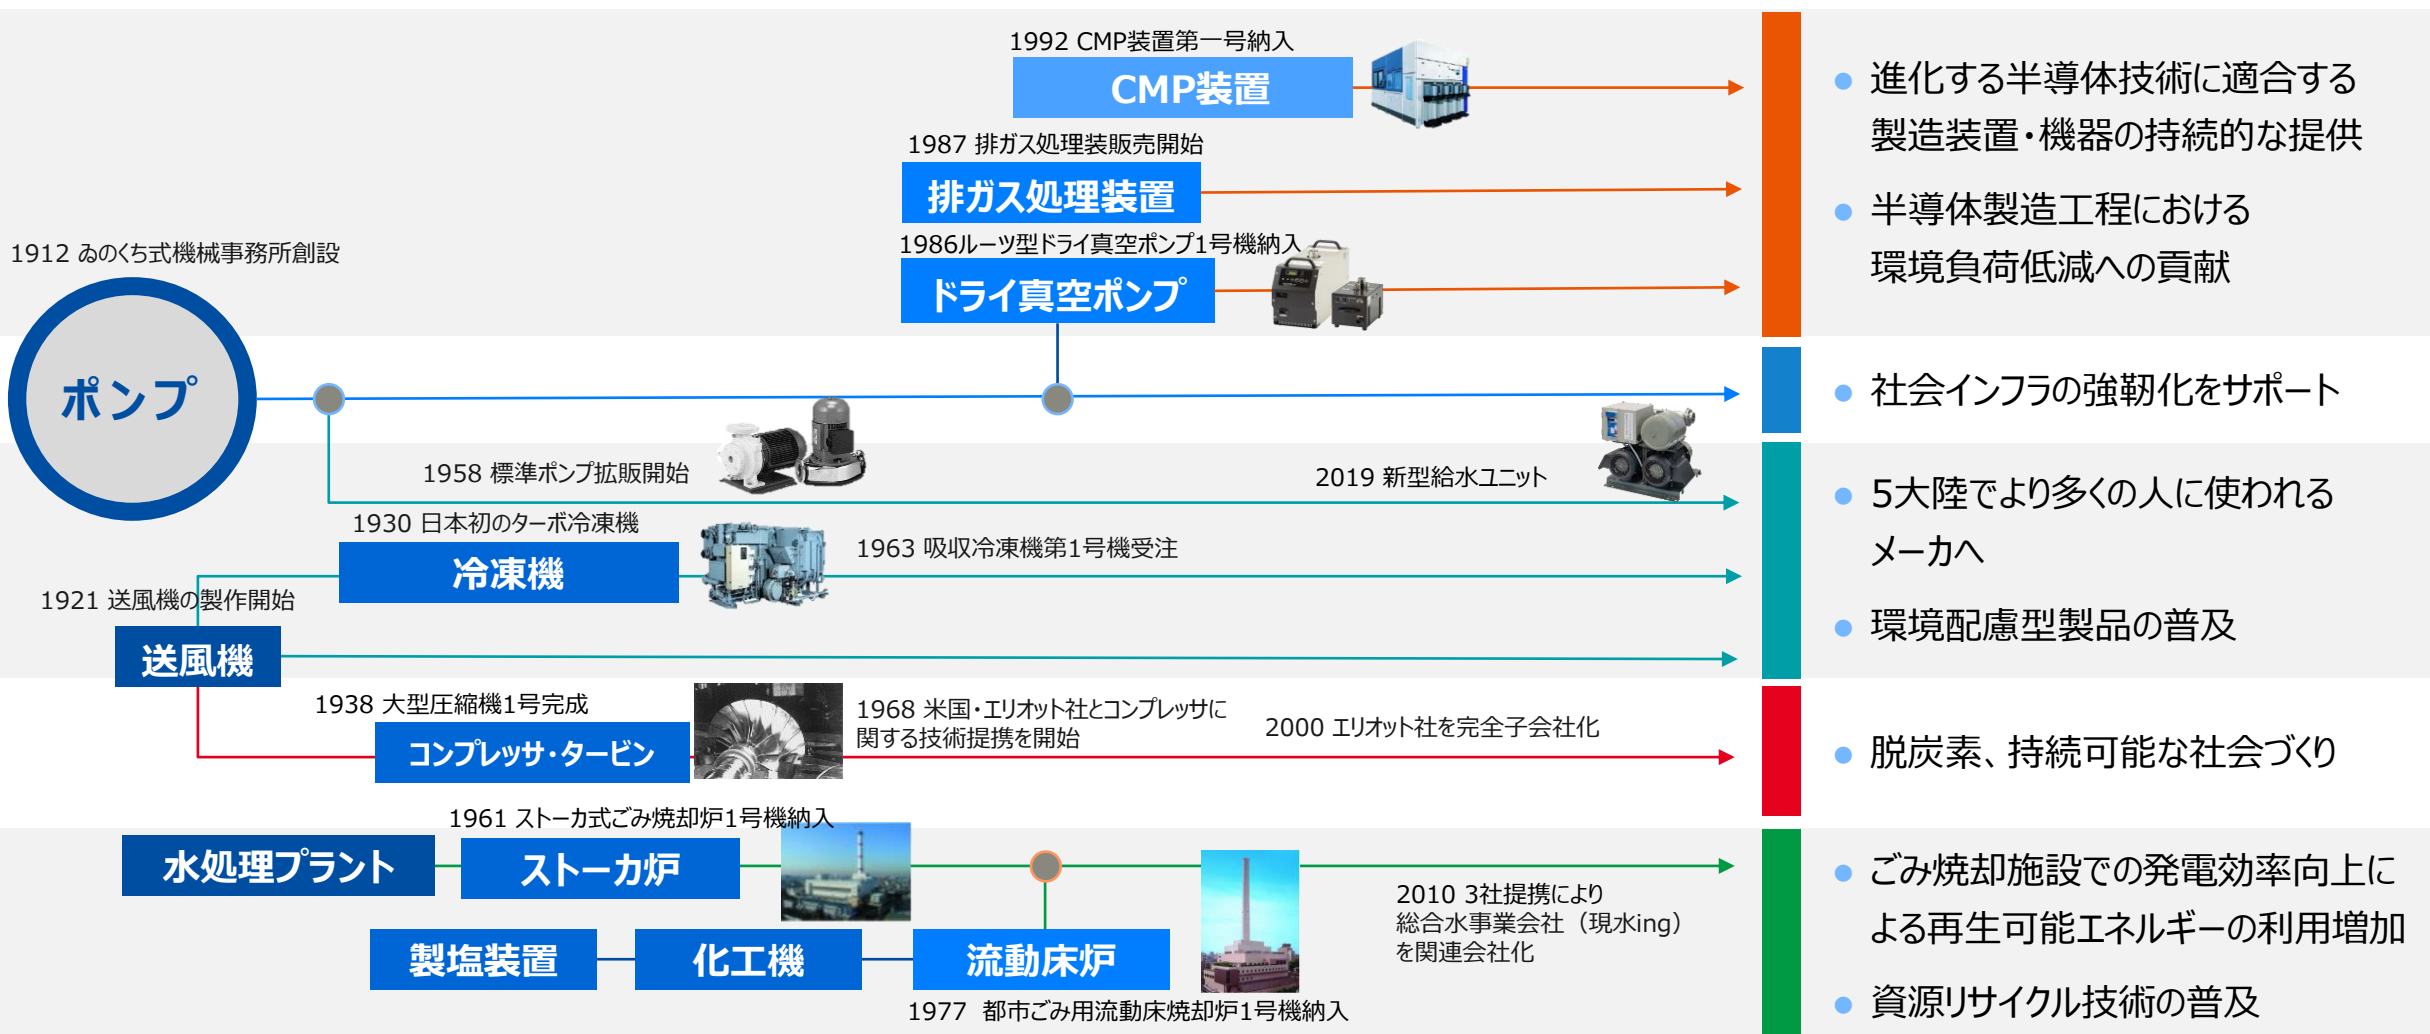 1992 CMP装置第一号納入
CMP装置
1987 排ガス処理装販売開始
排ガス処理装置
1986ルーツ型ドライ真空ポンプ1号機納入
ドライ真空ポンプ
進化する半導体技術に適合する
製造装置・機器の持続的な提供
半導体製造工程における
環境負荷低減への貢献
1912 ゐのくち式機械事務所創設
ポンプ
社会インフラの強靭化をサポート
1958 標準ポンプ拡販開始
2019 新型給水ユニット
1930 日本初のターボ冷凍機
冷凍機
1963 吸収冷凍機第1号機受注
1921 送風機の製作開始
送風機
5大陸でより多くの人に使われる
メーカへ
環境配慮型製品の普及
1938 大型圧縮機1号完成
コンプレッサ・タービン
1968 米国・エリオット社とコンプレッサに
関する技術提携を開始
2000 エリオット社を完全子会社化
脱炭素、持続可能な社会づくり
1961 ストーカ式ごみ焼却炉1号機納入
水処理プラント
ストーカ炉
製塩装置
化工機
流動床炉
1977 都市ごみ用流動床焼却炉1号機納入
2010 3社提携により
総合水事業会社（現水ing）
を関連会社化
ごみ焼却施設での発電効率向上に
よる再生可能エネルギーの利用増加
資源リサイクル技術の普及